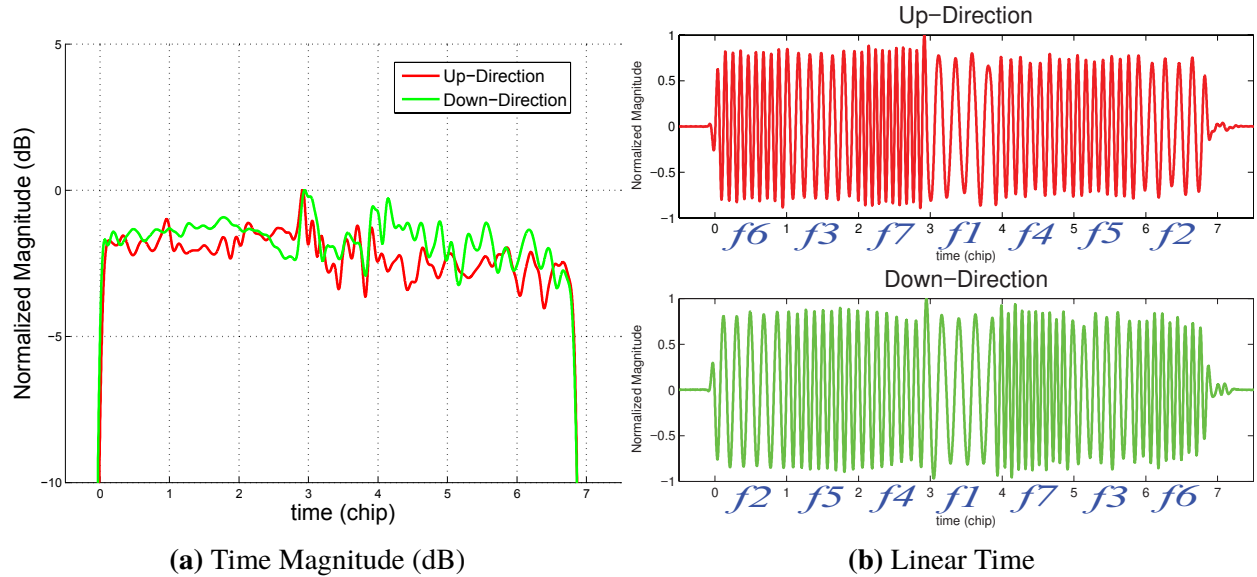 5
0
−5
−10
Normalized Magnitude (dB)
Up−Direction
Down−Direction
0 1 2 3 4 5 6 7
time (chip)
(a) Time Magnitude (dB)
Up−Direction
1
0.5
0
−0.5
−1
Normalized Magnitude
0 1 2 3 4 5 6 7
f6 f3 f7 f1 f4 f5 f2
time (chip)
Down−Direction
1
0.5
0
−0.5
−1
Normalized Magnitude
0 1 2 3 4 5 6 7
f2 f5 f4 f1 f7 f3 f6
time (chip)
(b) Linear Time